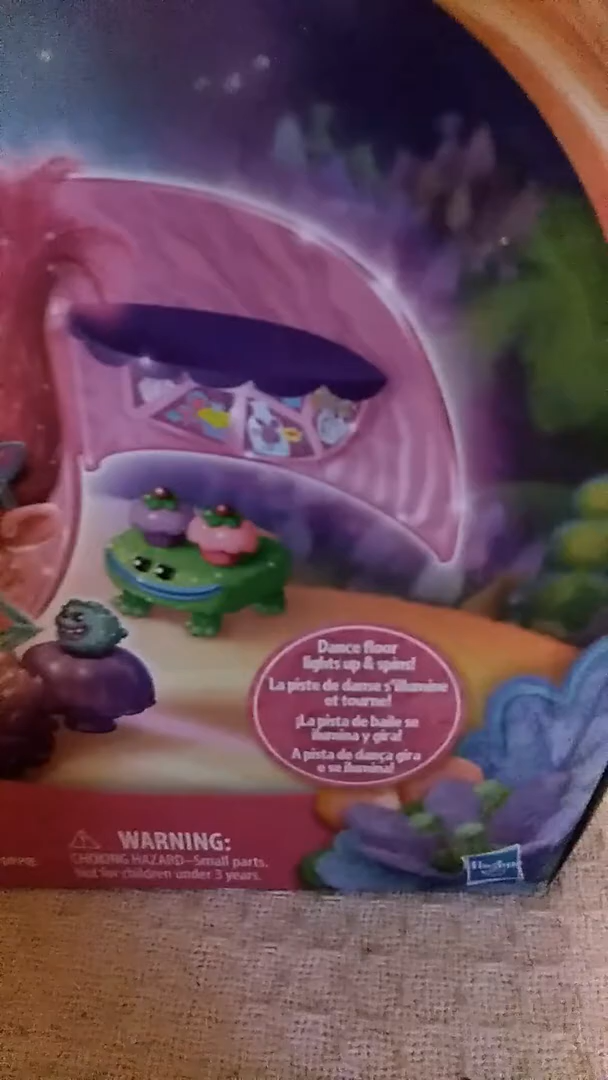 Dance floor
lights up & spins!
La piste de danse s'illumine
et tourne!
¡La pista de baile se
ilumina y gira!
A pista de dança gira
e se ilumina!
WARNING:
CHOKING HAZARD—Small parts.
Not for children under 3 years.
Hasbro